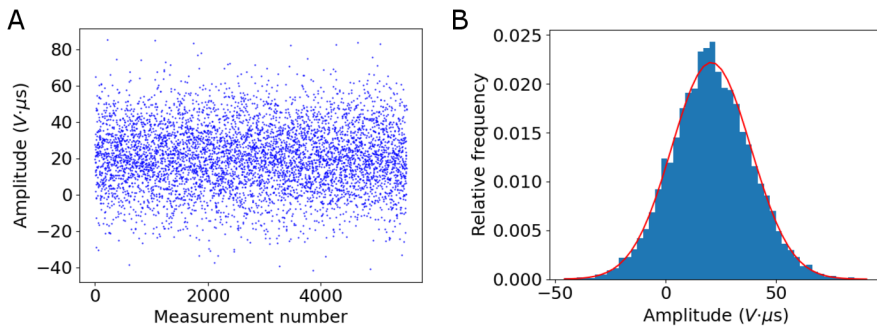 A
Amplitude (V·μs)
80
60
40
20
0
−20
−40
0 2000 4000
Measurement number
B
Relative frequency
0.025
0.020
0.015
0.010
0.005
0.000
−50 0 50
Amplitude (V·μs)